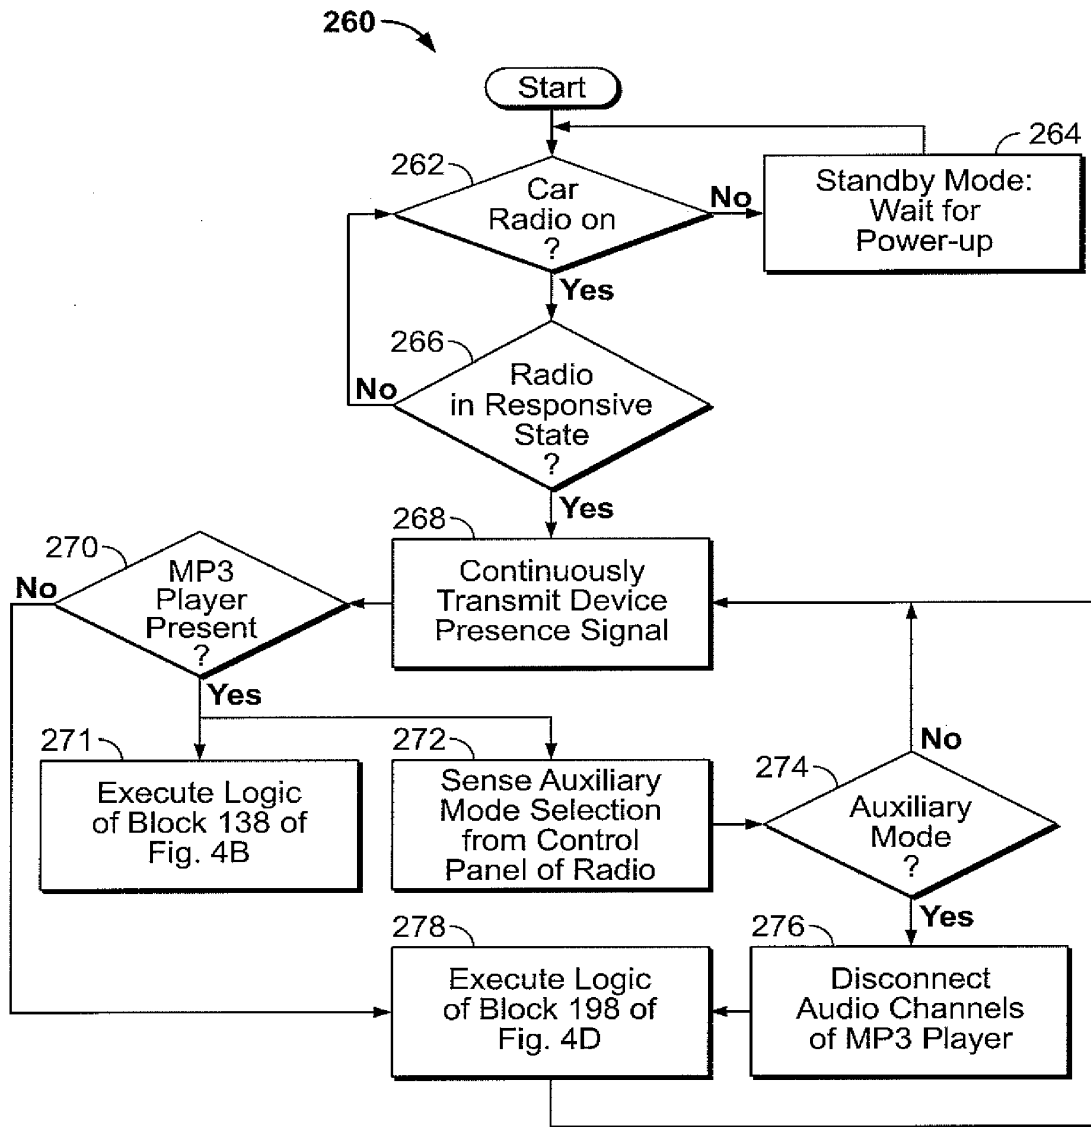 260
Start
262
Car
Radio on
?
No
264
Standby Mode:
Wait for
Power-up
Yes
266
Radio
in Responsive
State
?
No
Yes
268
Continuously
Transmit Device
Presence Signal
270
MP3
Player
Present
?
No
Yes
271
Execute Logic
of Block 138 of
Fig. 4B
272
Sense Auxiliary
Mode Selection
from Control
Panel of Radio
274
Auxiliary
Mode
?
No
Yes
276
Disconnect
Audio Channels
of MP3 Player
278
Execute Logic
of Block 198 of
Fig. 4D